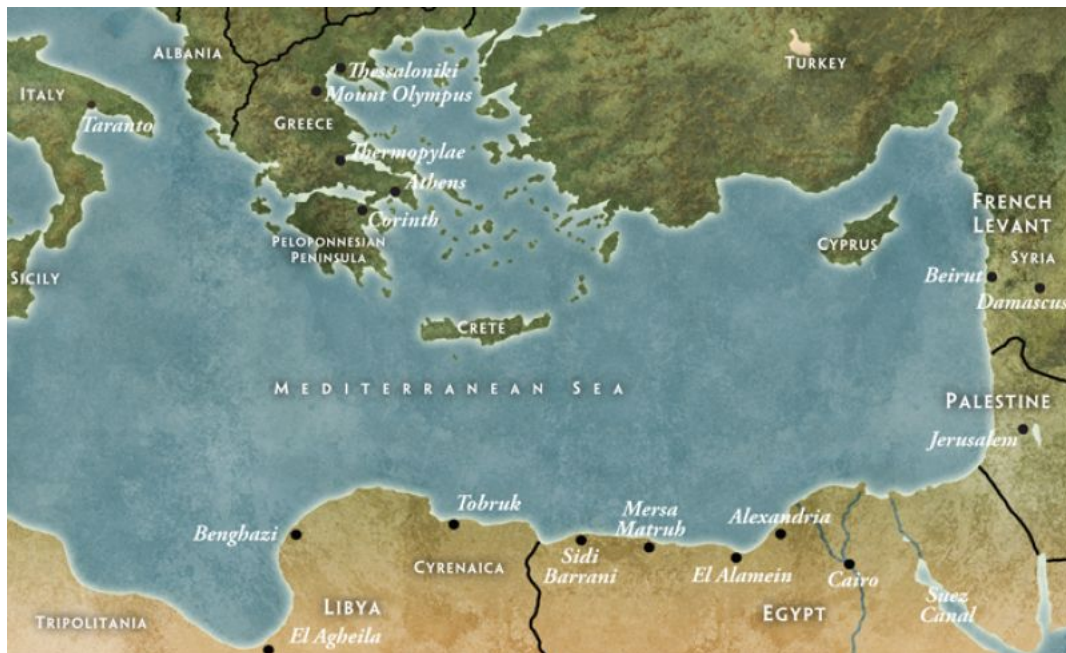 ALBANIA
ITALY
Taranto
Thessaloniki
Mount Olympus
GREECE
TURKEY
Thermopylae
Athens
Corinth
PELOPONNESIAN
PENINSULA
SICILY
CYPRUS
FRENCH
LEVANT
SYRIA
Beirut
Damascus
CRETE
MEDITERRANEAN SEA
PALESTINE
Jerusalem
Benghazi
Tobruk
Mersa
Matruh
Alexandria
CYRENAICA
Sidi
Barrani
El Alamein
Cairo
Suez
Canal
LIBYA
EGYPT
TRIPOLITANIA
El Agheila